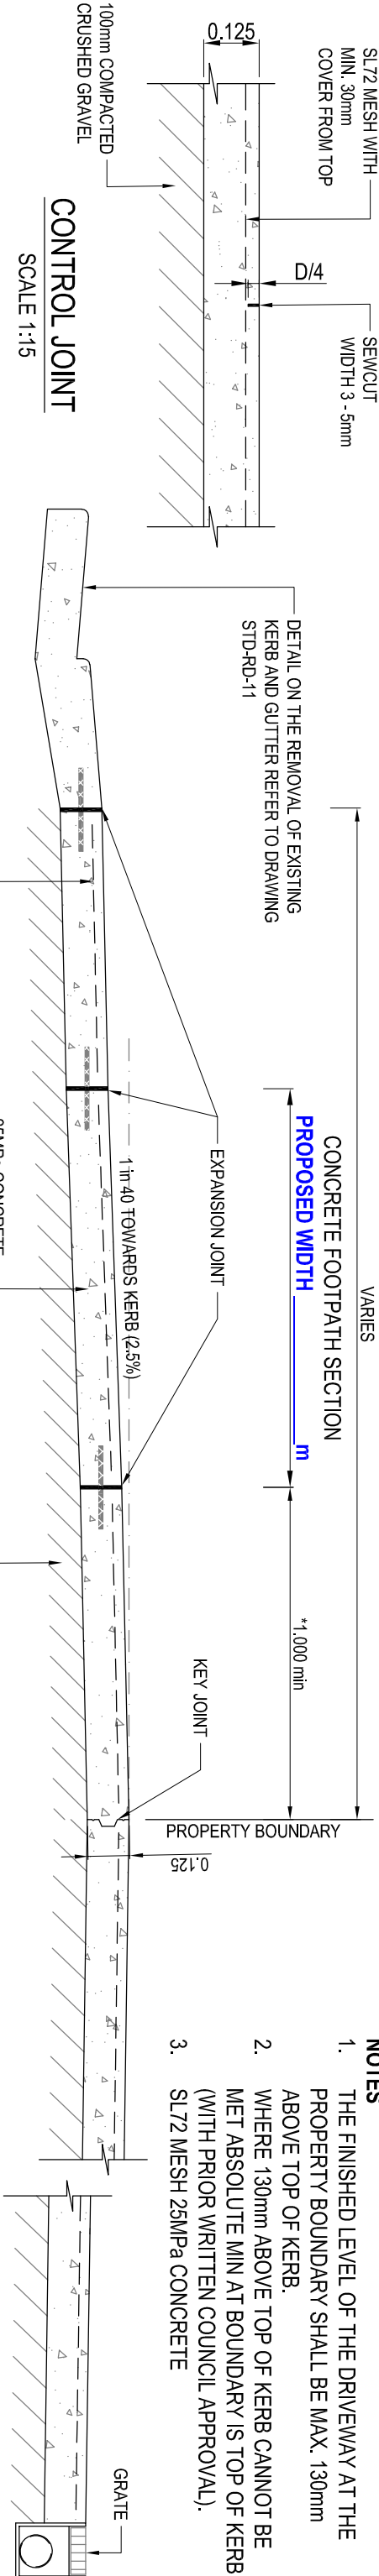 SL72 MESH WITH
MIN. 30mm
COVER FROM TOP
SEWCUT
WIDTH 3 - 5mm
0.125
D/4
100mm COMPACTED
CRUSHED GRAVEL
CONTROL JOINT
SCALE 1:15
DETAIL ON THE REMOVAL OF EXISTING
KERB AND GUTTER REFER TO DRAWING
STD-RD-11
VARIES
CONCRETE FOOTPATH SECTION
PROPOSED WIDTH ________ m
*1,000 min
EXPANSION JOINT
1 in 40 TOWARDS KERB (2.5%)
KEY JOINT
PROPERTY BOUNDARY
0.125
NOTES
1. THE FINISHED LEVEL OF THE DRIVEWAY AT THE
PROPERTY BOUNDARY SHALL BE MAX. 130mm
ABOVE TOP OF KERB.
2. WHERE 130mm ABOVE TOP OF KERB CANNOT BE
MET ABSOLUTE MIN AT BOUNDARY IS TOP OF KERB
(WITH PRIOR WRITTEN COUNCIL APPROVAL).
3. SL72 MESH 25MPa CONCRETE
GRATE